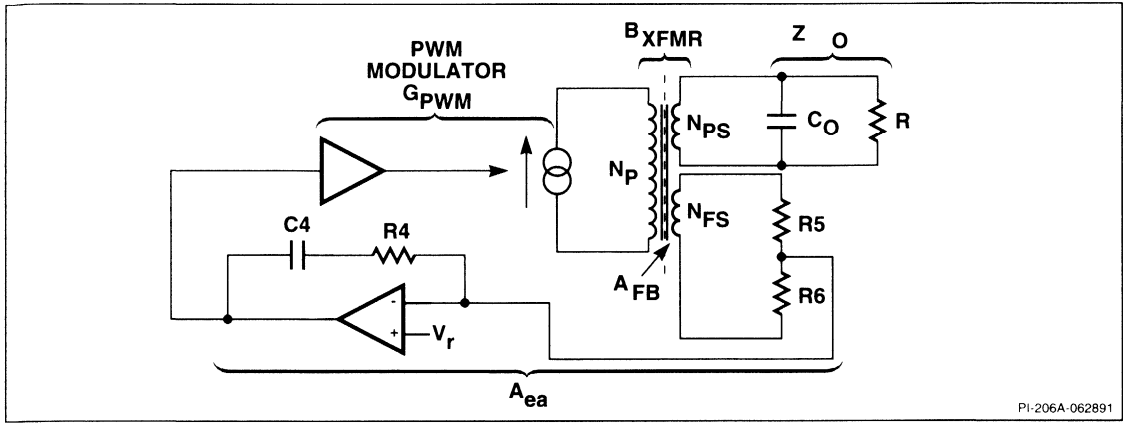 PWM
MODULATOR
GPWM
BXFMR
Z O
NPS
CO
R
NP
NFS
R5
C4
R4
AFB
R6
-
+
Vr
Aea
PI-206A-062891